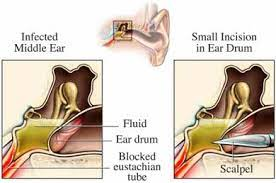 Infected
Middle Ear
Small Incision
in Ear Drum
Fluid
Ear drum
Blocked
eustachian
tube
Scalpel